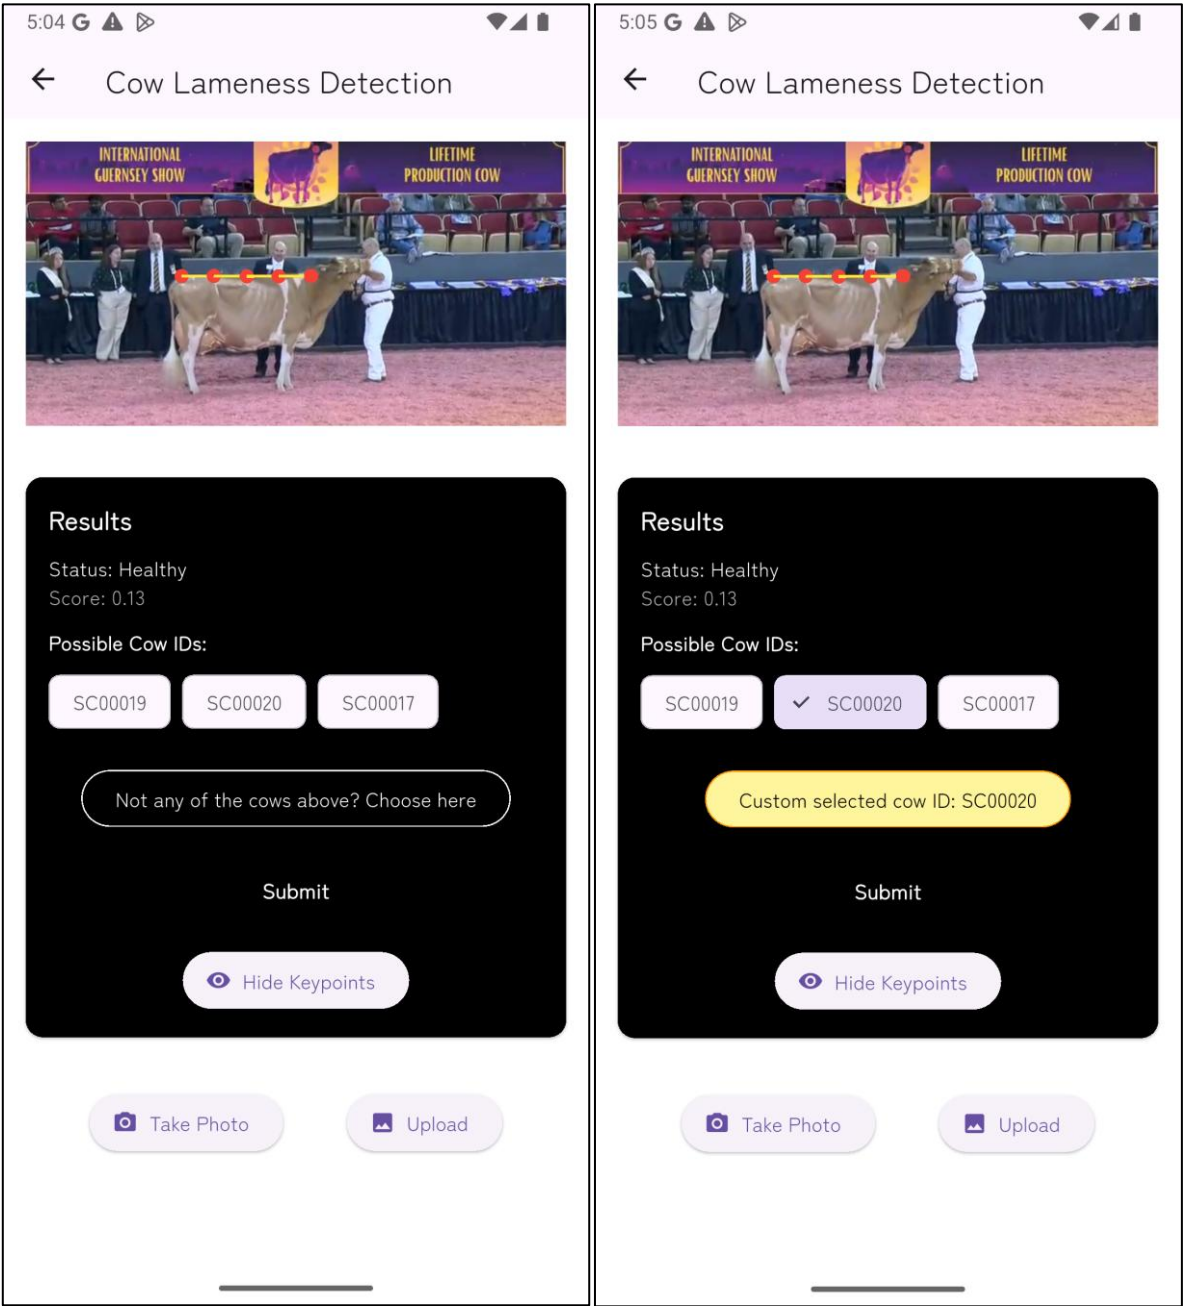 5:04 G
Cow Lameness Detection
INTERNATIONAL
GUERNSEY SHOW
LIFETIME
PRODUCTION COW
Results
Status: Healthy
Score: 0.13
Possible Cow IDs:
SC00019 SC00020 SC00017
Not any of the cows above? Choose here
Submit
Hide Keypoints
Take Photo Upload
5:05 G
Cow Lameness Detection
INTERNATIONAL
GUERNSEY SHOW
LIFETIME
PRODUCTION COW
Results
Status: Healthy
Score: 0.13
Possible Cow IDs:
SC00019 SC00020 SC00017
Custom selected cow ID: SC00020
Submit
Hide Keypoints
Take Photo Upload